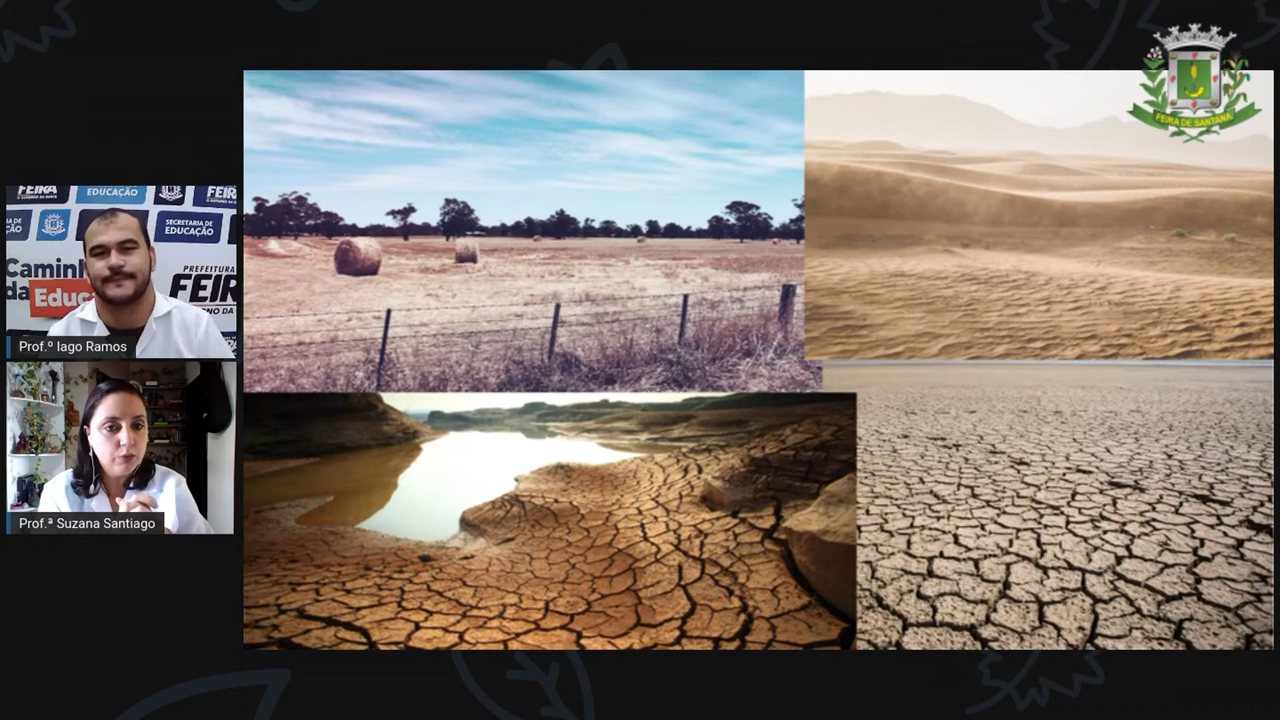 FEIRA DE SANTANA
FEIRA
EDUCAÇÃO
FEIR
SECRETARIA DE
EDUCAÇÃO
Caminh
da Educ
PREFEITURA
FEIR
Prof.º Iago Ramos
Prof.ª Suzana Santiago